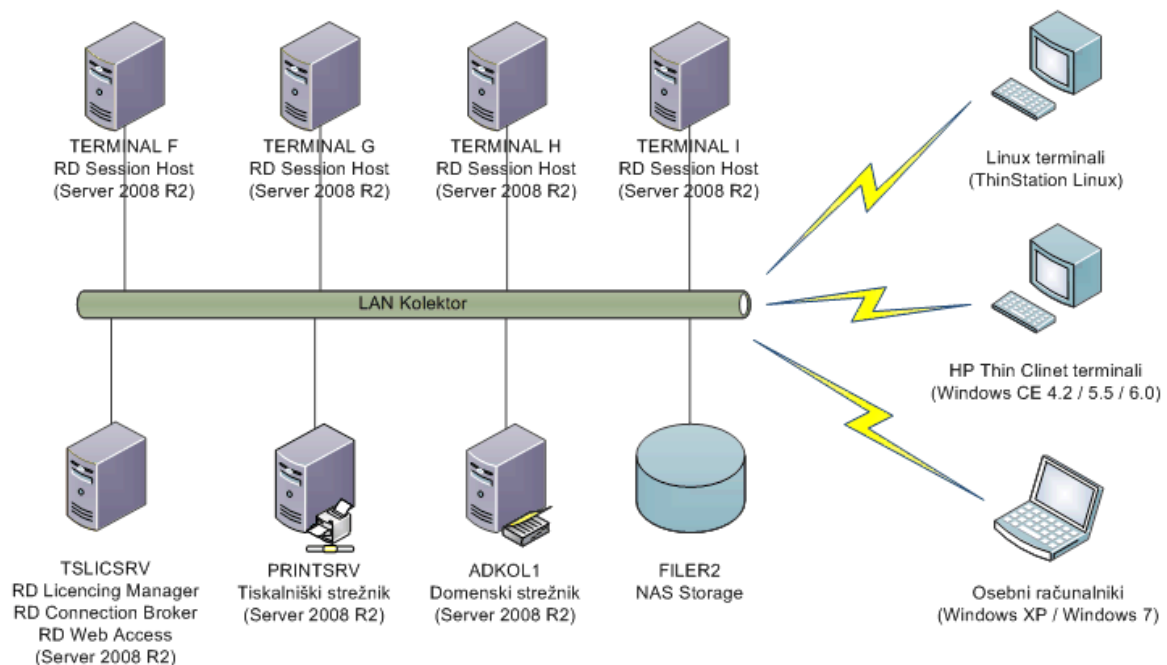 TERMINAL F
RD Session Host
(Server 2008 R2)
TERMINAL G
RD Session Host
(Server 2008 R2)
TERMINAL H
RD Session Host
(Server 2008 R2)
TERMINAL I
RD Session Host
(Server 2008 R2)
Linux terminali
(ThinStation Linux)
LAN Kolektor
HP Thin Clinet terminali
(Windows CE 4.2 / 5.5 / 6.0)
TSLICSRV
RD Licencing Manager
RD Connection Broker
RD Web Access
(Server 2008 R2)
PRINTSRV
Tiskalniški strežnik
(Server 2008 R2)
ADKOL1
Domenski strežnik
(Server 2008 R2)
FILER2
NAS Storage
Osebni računalniki
(Windows XP / Windows 7)